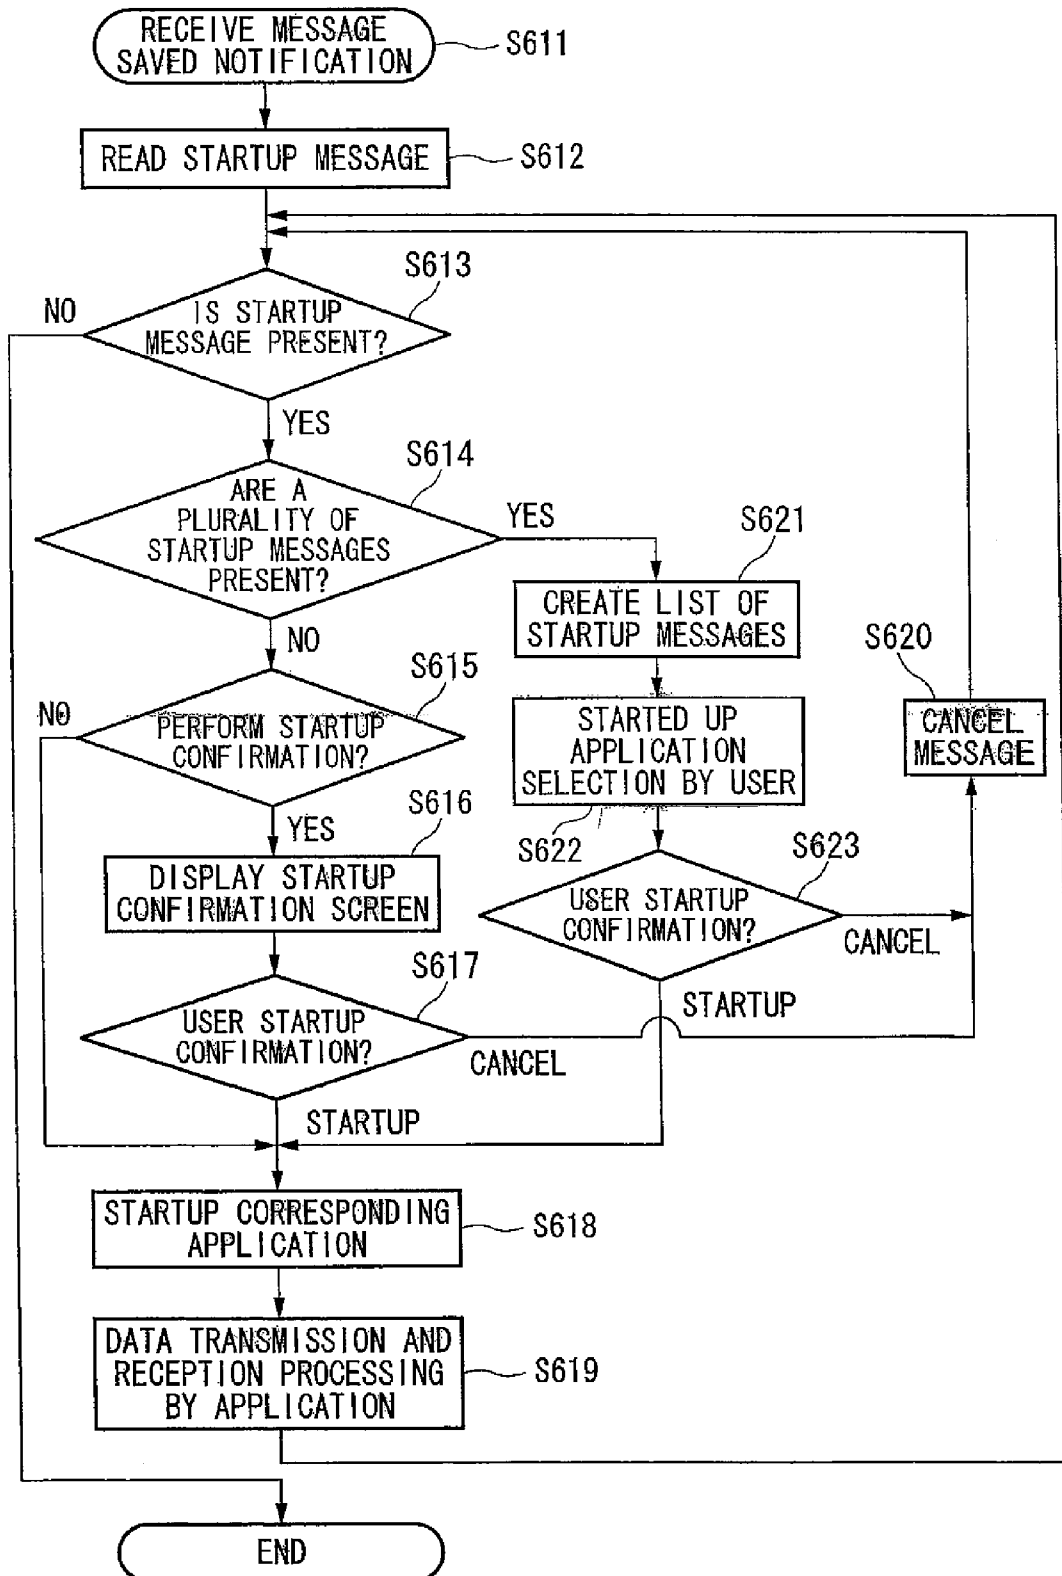 RECEIVE MESSAGE
SAVED NOTIFICATION
S611
READ STARTUP MESSAGE
S612
S613
NO
IS STARTUP
MESSAGE PRESENT?
YES
S614
ARE A
PLURALITY OF
STARTUP MESSAGES
PRESENT?
YES
S621
CREATE LIST OF
STARTUP MESSAGES
NO
S615
S620
NO
PERFORM STARTUP
CONFIRMATION?
STARTED UP
APPLICATION
SELECTION BY USER
CANCEL
MESSAGE
S616
YES
S622
S623
DISPLAY STARTUP
CONFIRMATION SCREEN
USER STARTUP
CONFIRMATION?
CANCEL
S617
STARTUP
USER STARTUP
CONFIRMATION?
CANCEL
STARTUP
STARTUP CORRESPONDING
APPLICATION
S618
DATA TRANSMISSION AND
RECEPTION PROCESSING
BY APPLICATION
S619
END